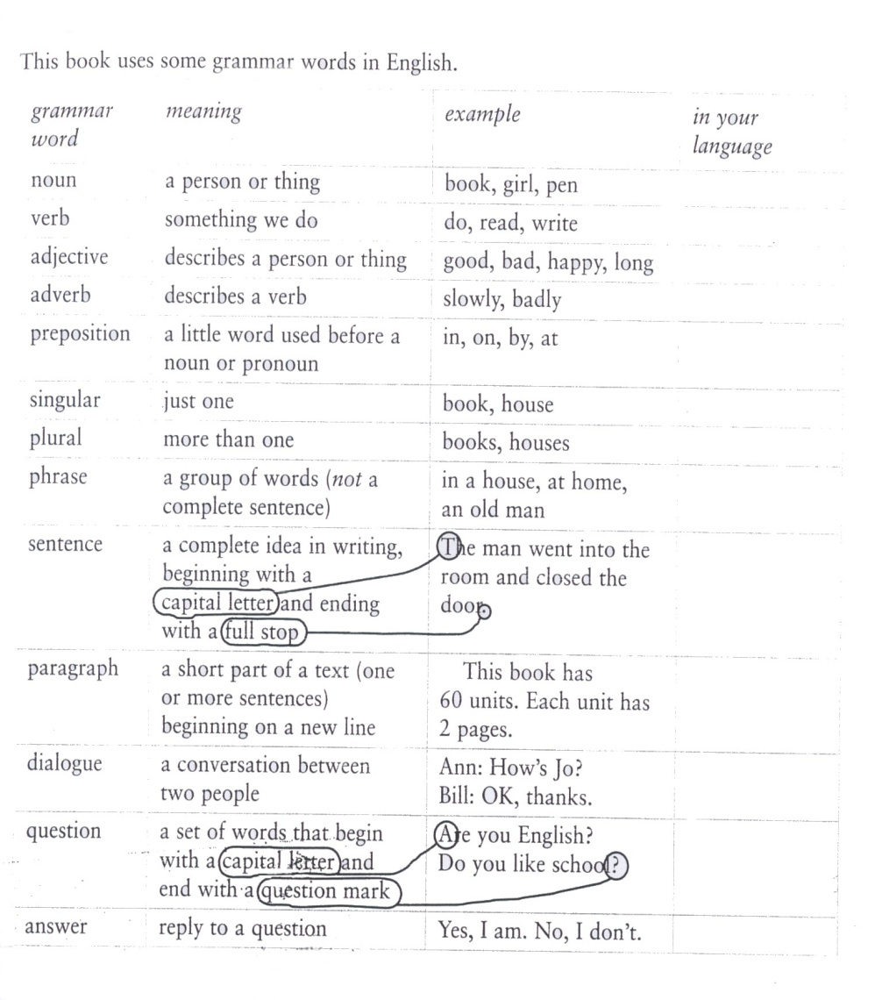 This book uses some grammar words in English.
grammar word meaning example in your language
noun a person or thing book, girl, pen
verb something we do do, read, write
adjective describes a person or thing good, bad, happy, long
adverb describes a verb slowly, badly
preposition a little word used before a in, on, by, at
noun or pronoun
singular just one book, house
plural more than one books, houses
phrase a group of words (not a in a house, at home,
complete sentence) an old man
sentence a complete idea in writing, The man went into the
beginning with a room and closed the
capital letter and ending door.
with a full stop
paragraph a short part of a text (one This book has
or more sentences) 60 units. Each unit has
beginning on a new line 2 pages.
dialogue a conversation between Ann: How's Jo?
two people Bill: OK, thanks.
question a set of words that begin Are you English?
with a capital letter and Do you like school?
end with a question mark
answer reply to a question Yes, I am. No, I don't.